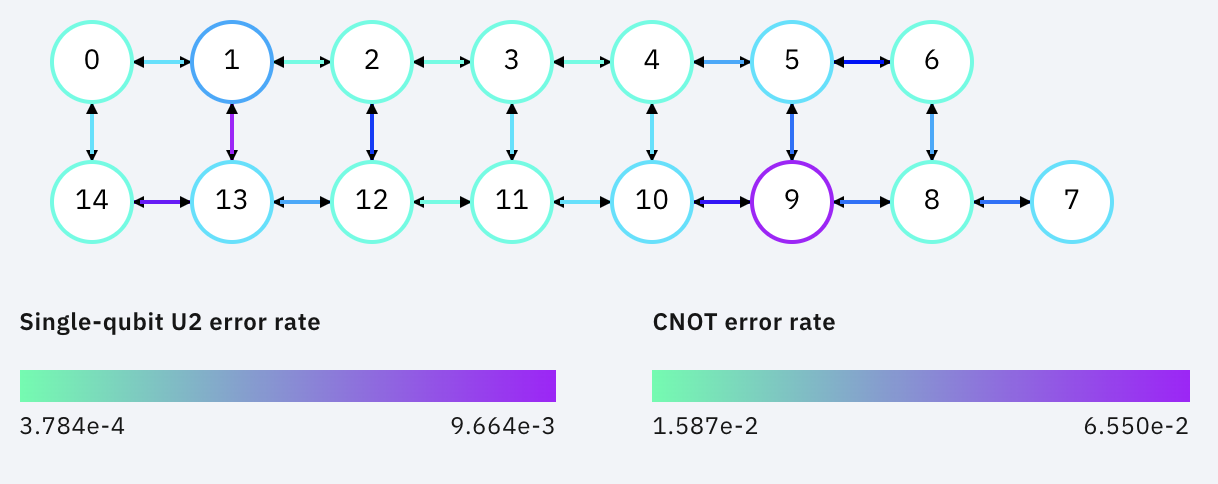 0 1 2 3 4 5 6
14 13 12 11 10 9 8 7
Single-qubit U2 error rate
3.784e-4 9.664e-3
CNOT error rate
1.587e-2 6.550e-2